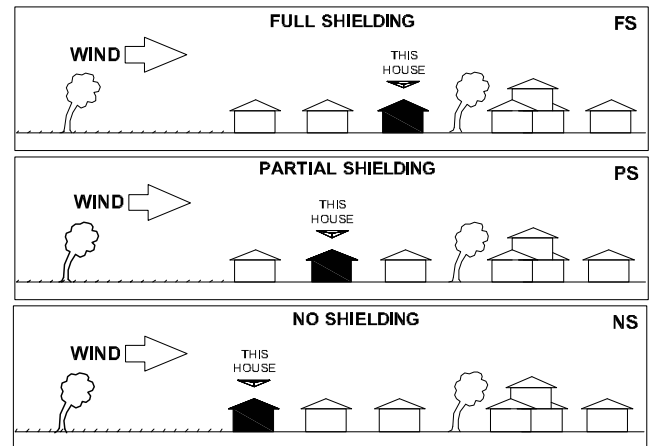 FULL SHIELDING FS
WIND
THIS
HOUSE
PARTIAL SHIELDING PS
WIND
THIS
HOUSE
NO SHIELDING NS
WIND
THIS
HOUSE